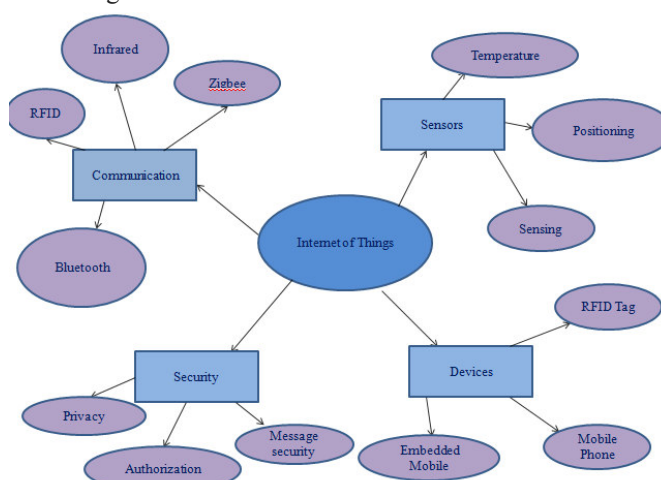 Infrared
Zigbee
RFID
Communication
Bluetooth
Temperature
Sensors
Positioning
Sensing
Internet of Things
Security
Privacy
Authorization
Message
security
Devices
RFID Tag
Embedded
Mobile
Mobile
Phone